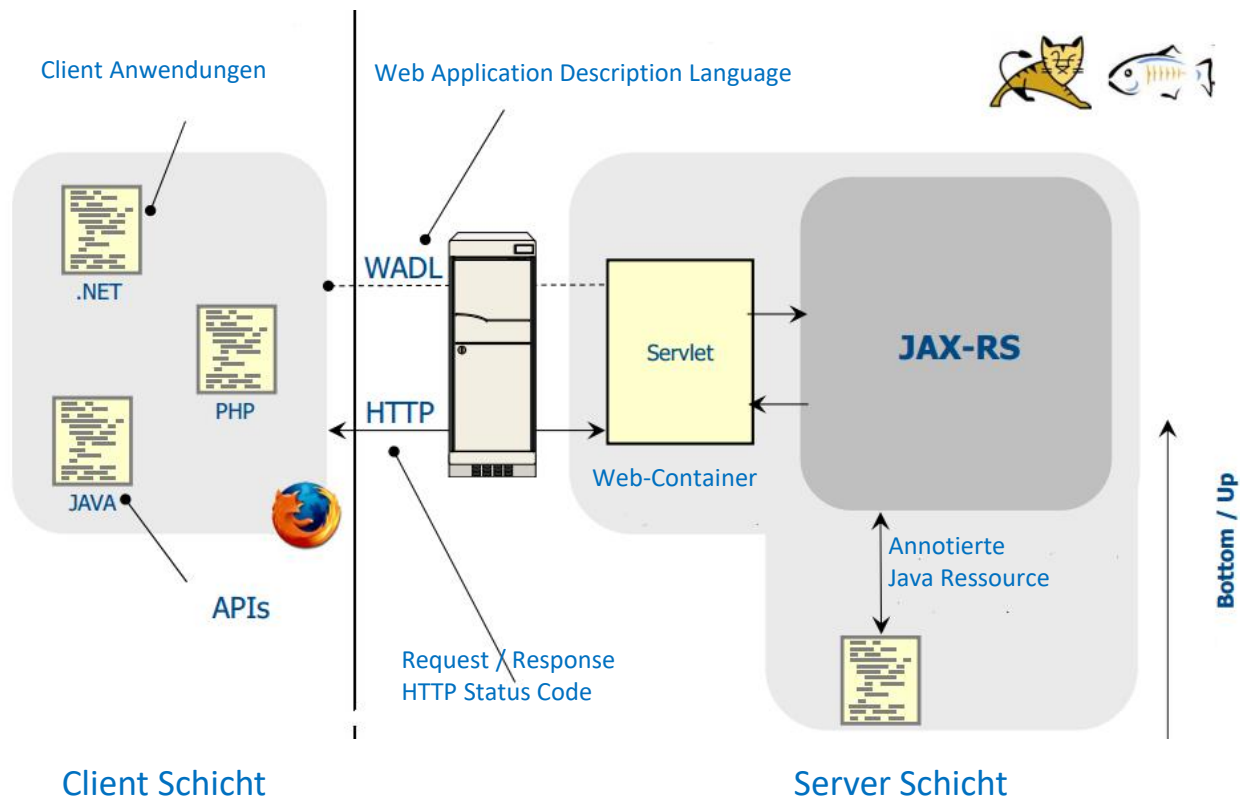 Client Anwendungen
Web Application Description Language
.NET
PHP
JAVA
APIs
WADL
HTTP
Servlet
JAX-RS
Web-Container
Annotierte
Java Ressource
Bottom / Up
Request / Response
HTTP Status Code
Client Schicht
Server Schicht